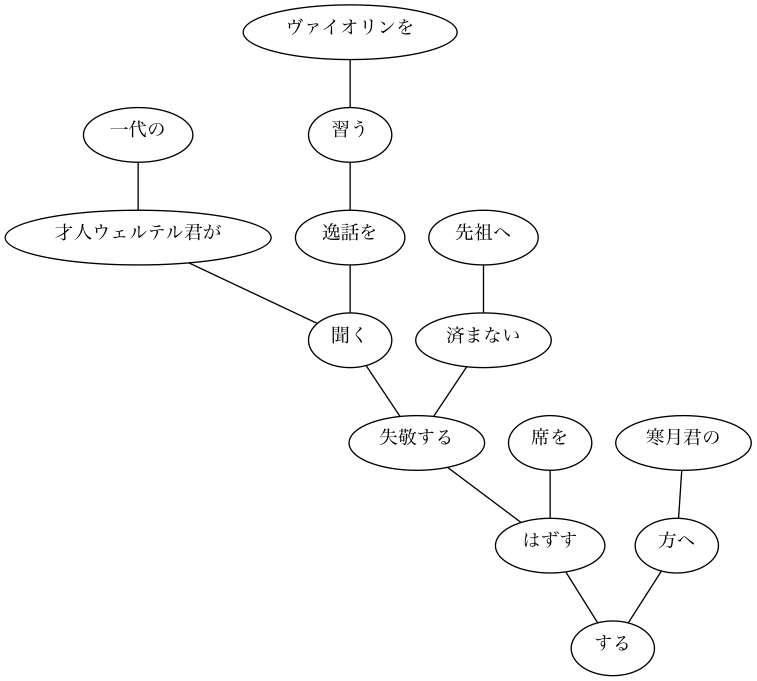 ヴァイオリンを
一代の
習う
才人ウェルテル君が
逸話を
先祖へ
聞く
済まない
失敬する
席を
寒月君の
はずす
方へ
する